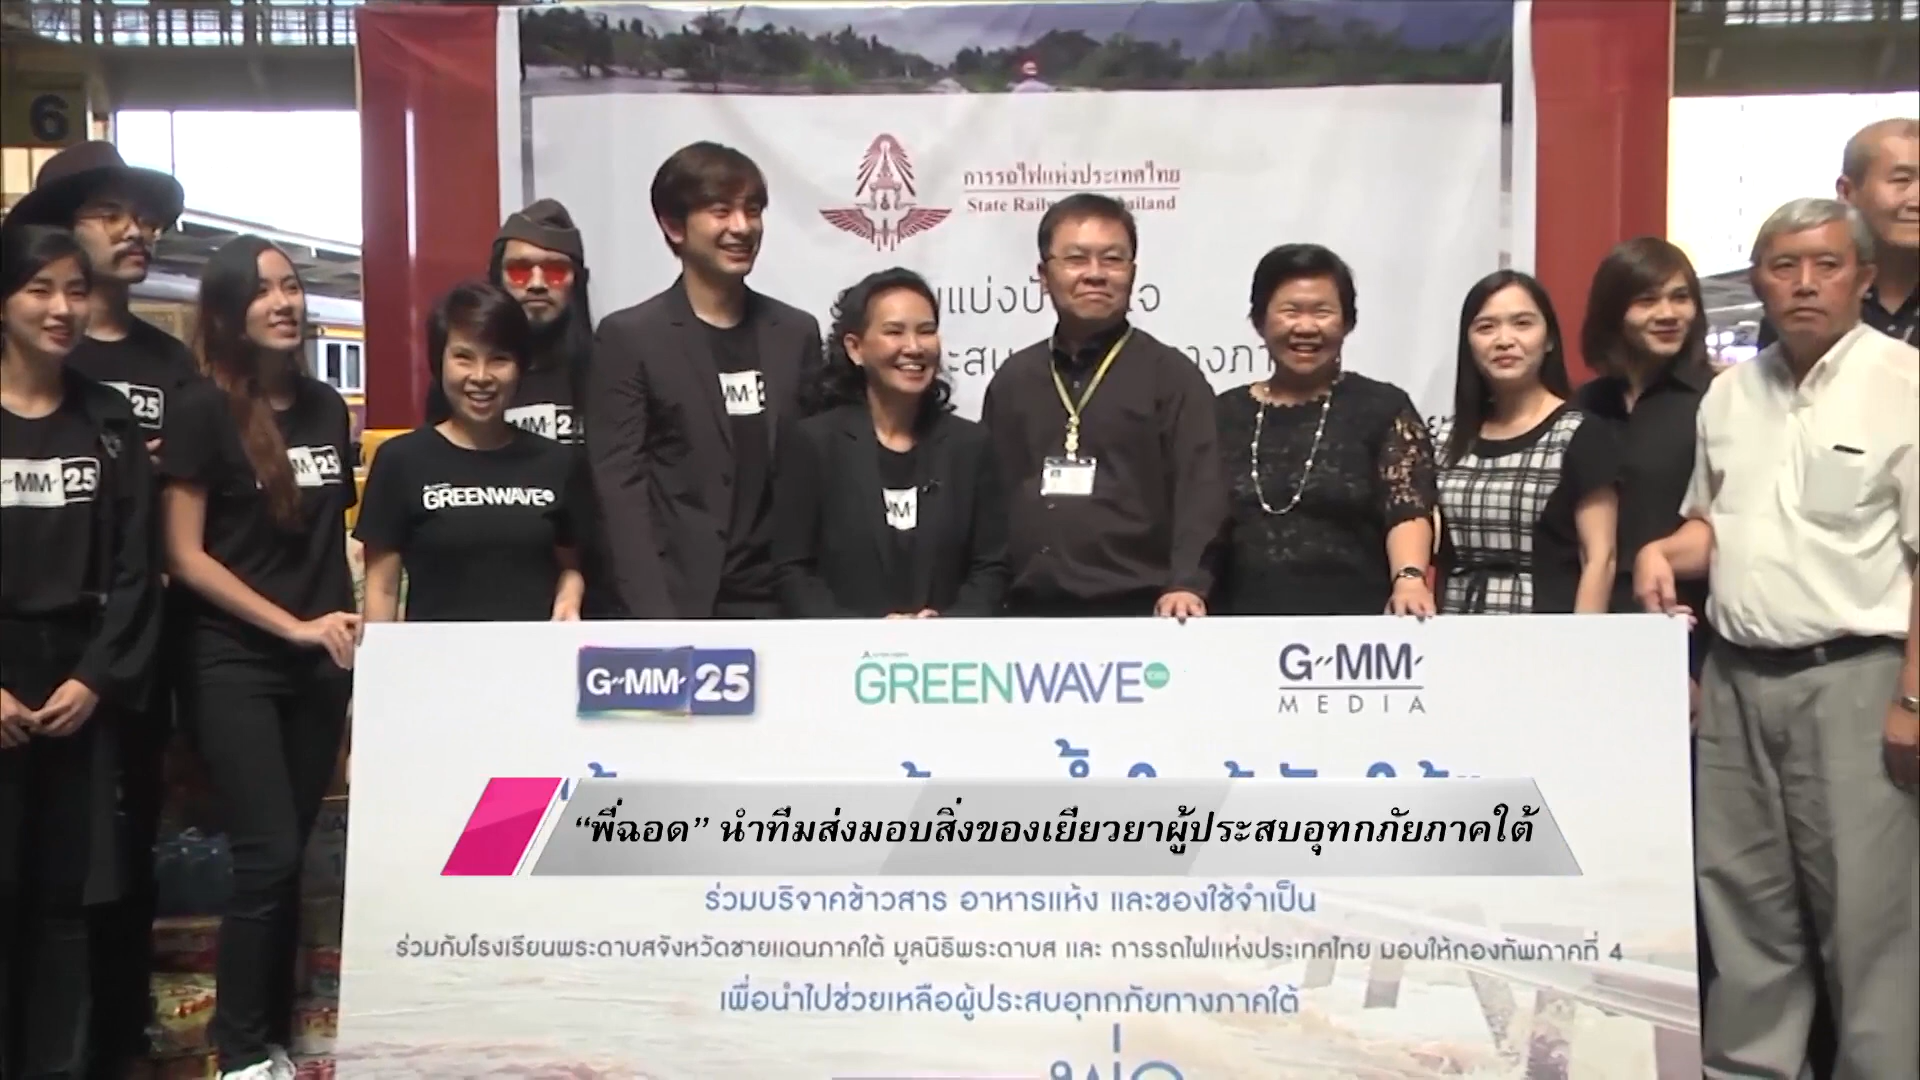 6
การรถไฟแห่งประเทศไทย
State Railway Thailand
25
MM 25
MM 25
MM 2
MM
MM
GREENWAVE
GMM 25
GREENWAVE
GMM
MEDIA
“พี่ฉอด” นำทีมส่งมอบสิ่งของเยียวยาผู้ประสบอุทกภัยภาคใต้
ร่วมบริจาคข้าวสาร อาหารแห้ง และของใช้จำเป็น
ร่วมกับโรงเรียนพระดาบสจังหวัดชายแดนภาคใต้ มูลนิธิพระดาบส และ การรถไฟแห่งประเทศไทย มอบให้กองทัพภาคที่ 4
เพื่อนำไปช่วยเหลือผู้ประสบอุทกภัยทางภาคใต้
พ่อ